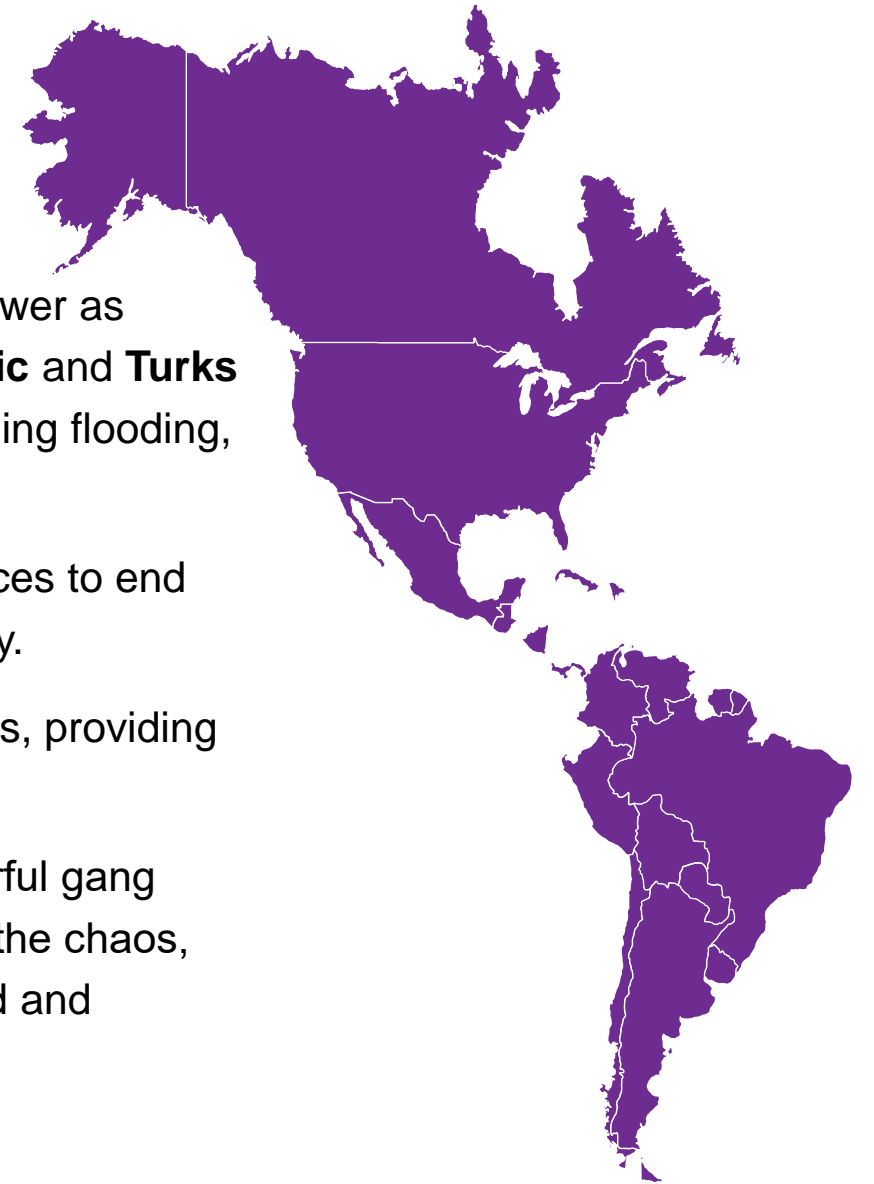 wer as
ic and Turks
ing flooding,
ces to end
y.
s, providing
rful gang
the chaos,
d and